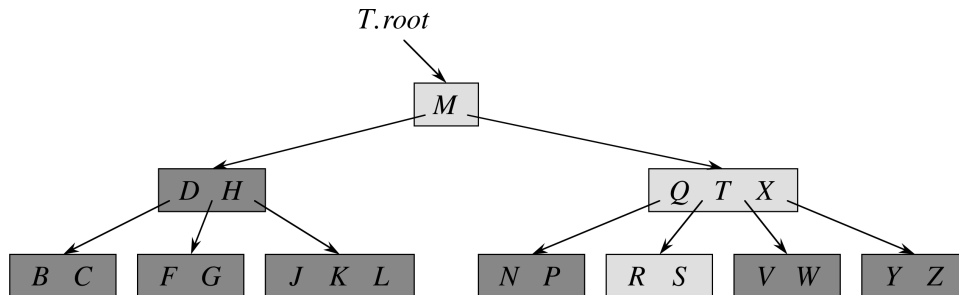 T.root
M
D H
Q T X
B C
F G
J K L
N P
R S
V W
Y Z